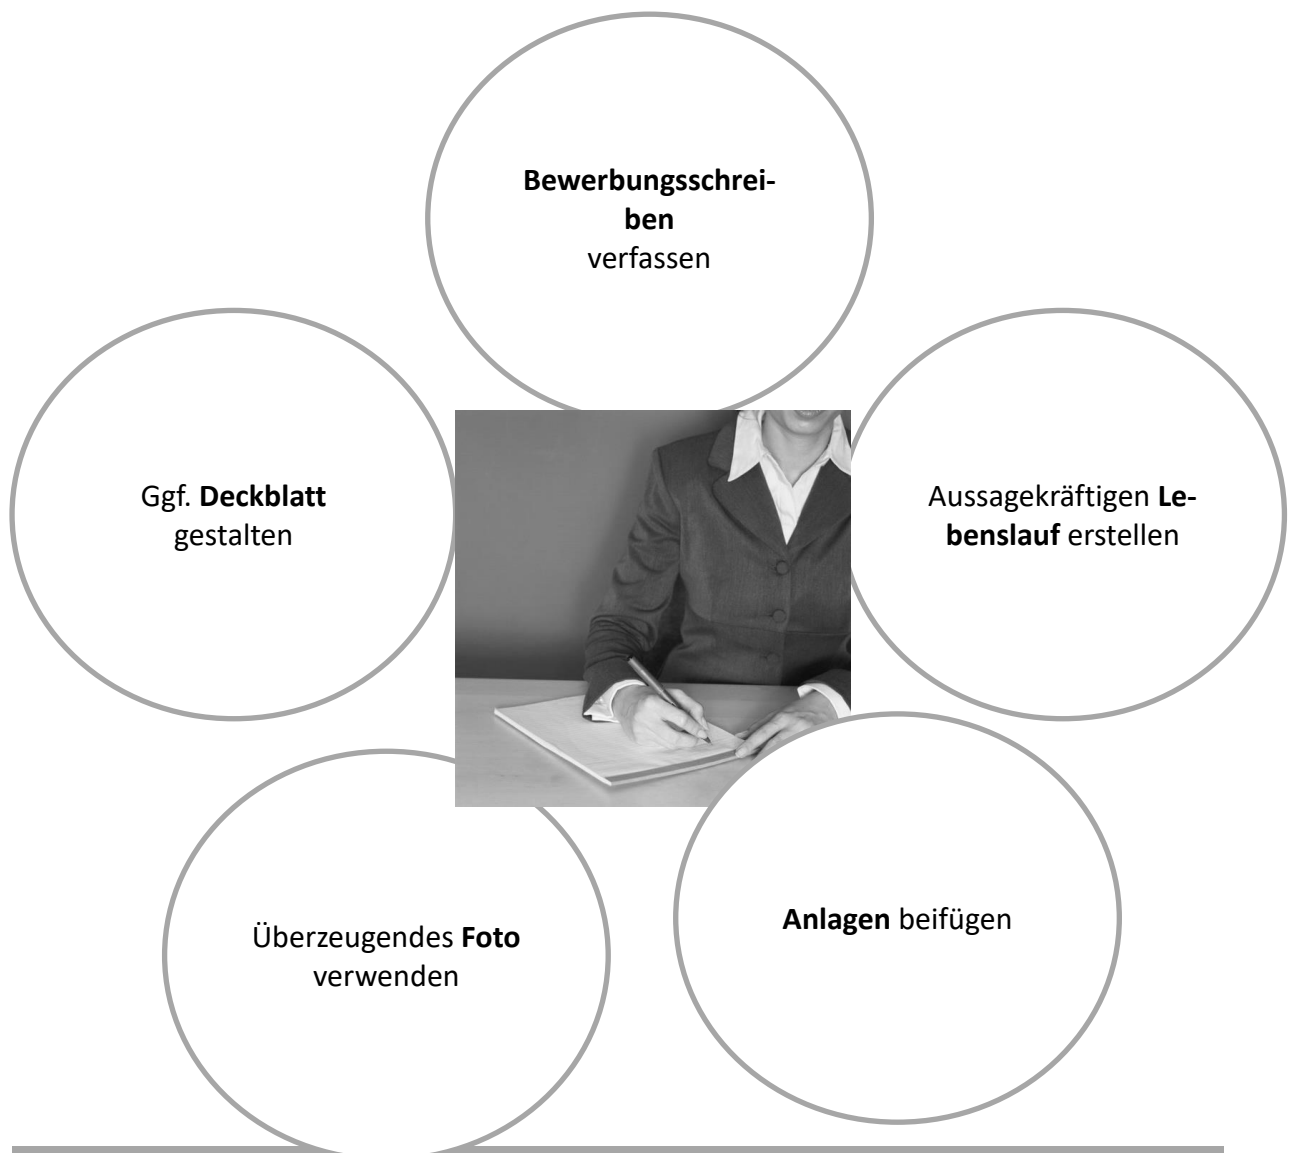 Bewerbungsschrei-
ben
verfassen
Ggf. Deckblatt
gestalten
Aussagekräftigen Le-
benslauf erstellen
Überzeugendes Foto
verwenden
Anlagen beifügen